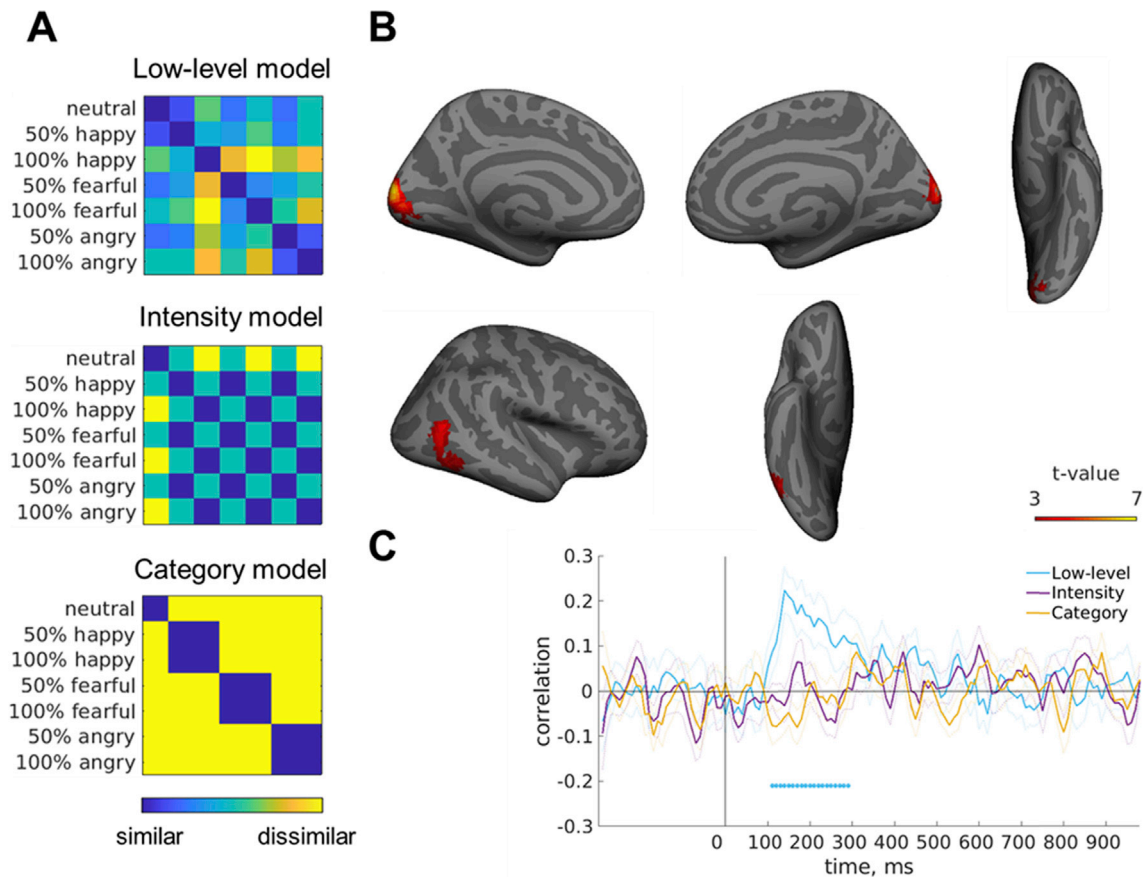 A
Low-level model
neutral
50% happy
100% happy
50% fearful
100% fearful
50% angry
100% angry
Intensity model
neutral
50% happy
100% happy
50% fearful
100% fearful
50% angry
100% angry
Category model
neutral
50% happy
100% happy
50% fearful
100% fearful
50% angry
100% angry
similar dissimilar
B
t-value
3 7
C
correlation
0.3
0.2
0.1
0
-0.1
-0.2
-0.3
Low-level
Intensity
Category
0 100 200 300 400 500 600 700 800 900
time, ms